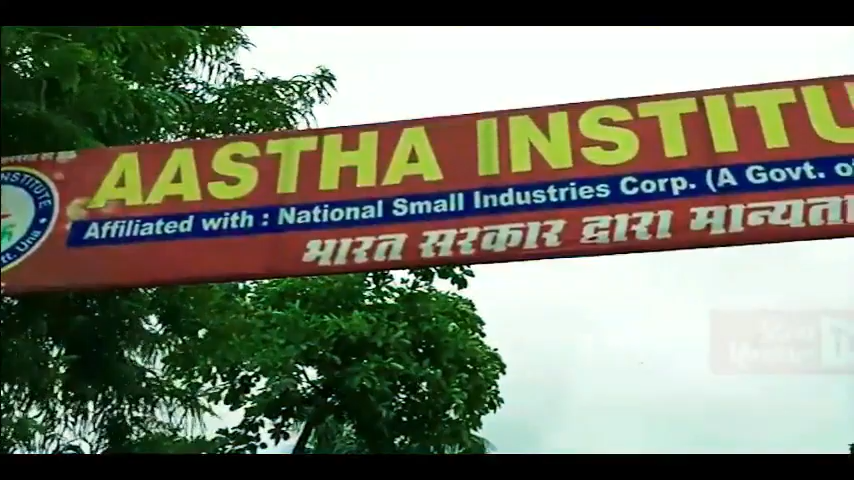 AASTHA INSTITU
Affiliated with : National Small Industries Corp. (A Govt. of
भारत सरकार द्वारा मान्यता